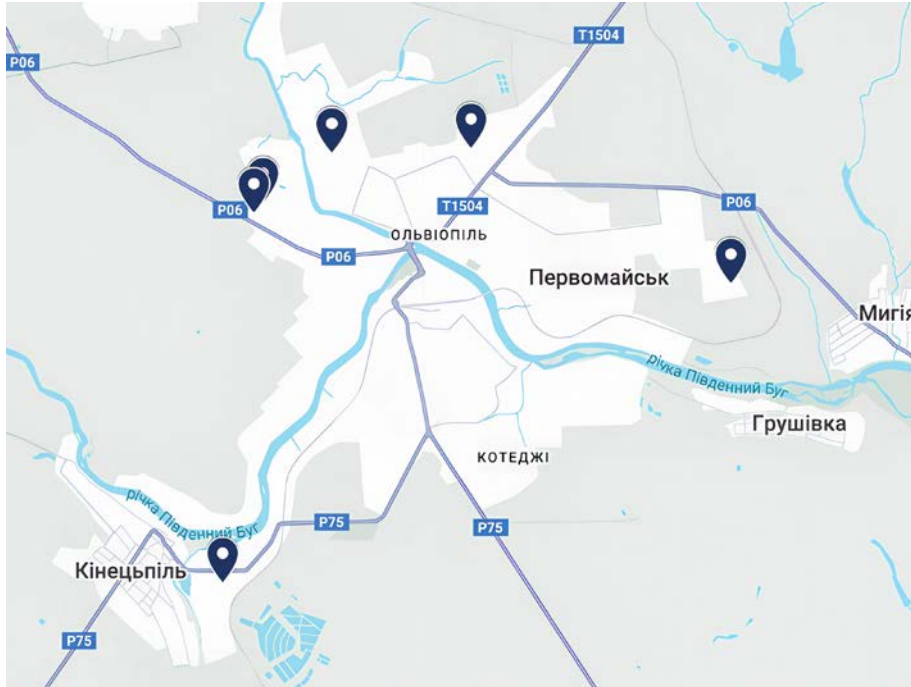 T1504
P06
P06
T1504
P06
ОЛЬВІОПІЛЬ
P06
Первомайськ
Мигія
річка Південний Буг
Грушівка
КОТЕДЖІ
річка Південний Буг
P75
P75
Кінецьпіль
P75